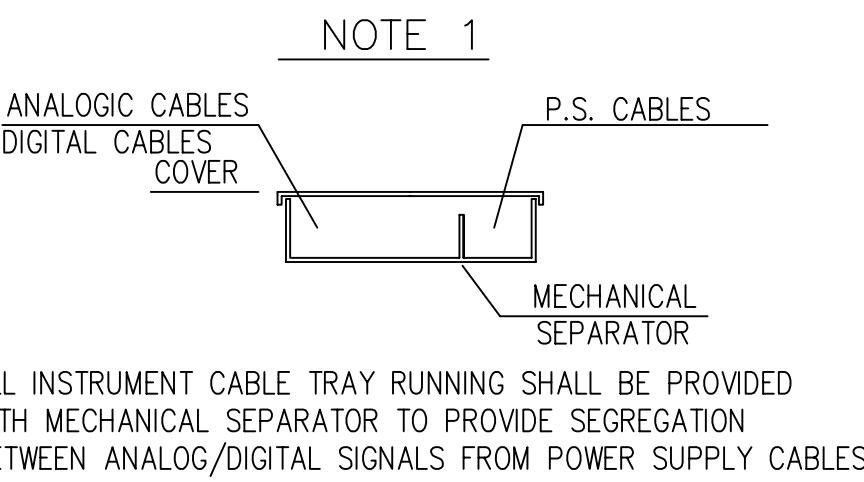 NOTE 1
ANALOGIC CABLES
DIGITAL CABLES
COVER
P.S. CABLES
MECHANICAL
SEPARATOR
INSTRUMENT CABLE TRAY RUNNING SHALL BE PROVIDED
MECHANICAL SEPARATOR TO PROVIDE SEGREGATION
ANALOG/DIGITAL SIGNALS FROM POWER SUPPLY CABLES